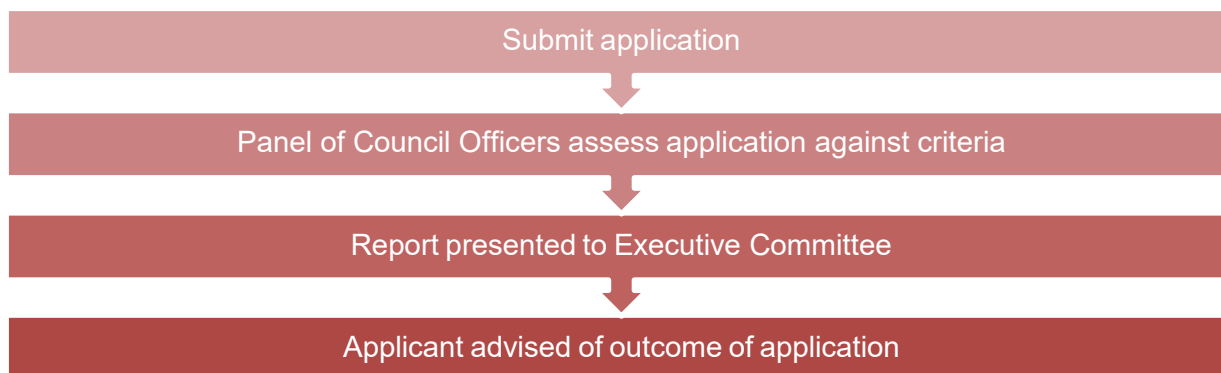 Submit application
Panel of Council Officers assess application against criteria
Report presented to Executive Committee
Applicant advised of outcome of application